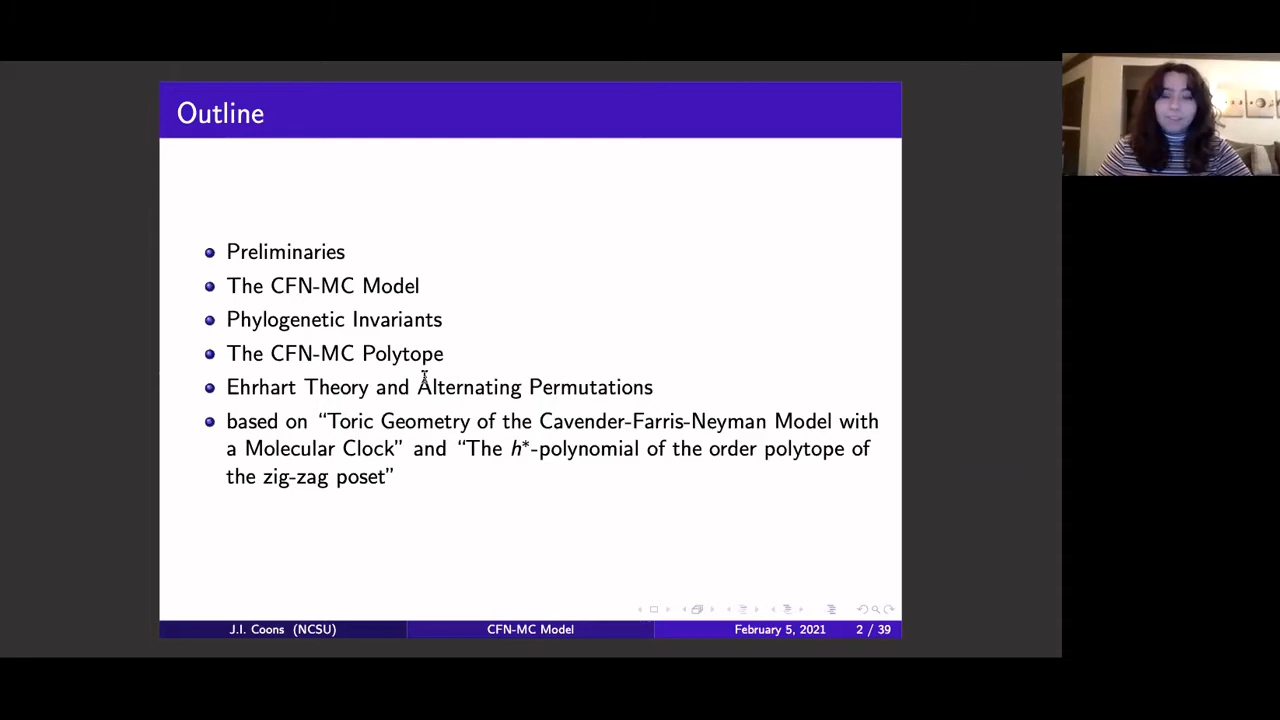 Outline
Preliminaries
The CFN-MC Model
Phylogenetic Invariants
The CFN-MC Polytope
Ehrhart Theory and Alternating Permutations
based on “Toric Geometry of the Cavender-Farris-Neyman Model with
a Molecular Clock” and “The h*-polynomial of the order polytope of
the zig-zag poset”
J.I. Coons (NCSU) CFN-MC Model February 5, 2021 2 / 39